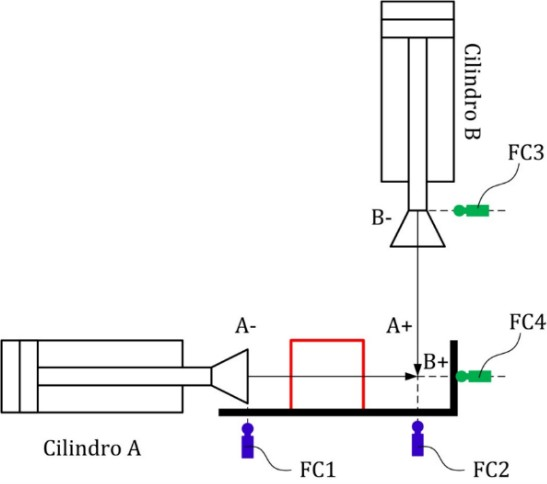 Cilindro B
FC3
B-
A-
A+
FC4
B+
Cilindro A
FC1
FC2